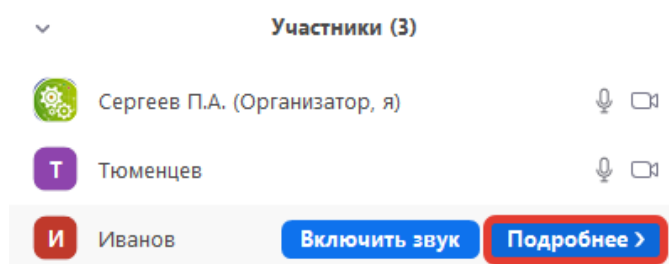 Участники (3)
Сергеев П.А. (Организатор, я)
Т Тюменцев
И Иванов Включить звук Подробнее >